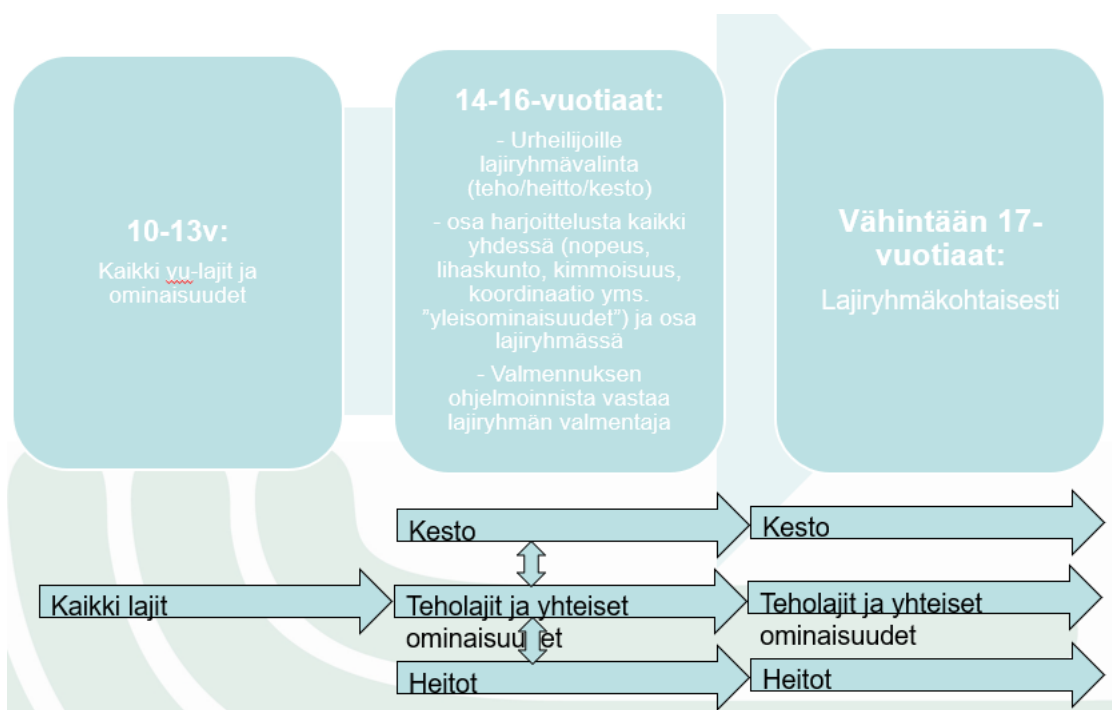 10-13v:
Kaikki yu-lajit ja
ominaisuudet
14-16-vuotiaat:
- Urheilijoille
lajiryhmävalinta
(teho/heitto/kesto)
- osa harjoittelusta kaikki
yhdessä (nopeus,
lihaskunto, kimmoisuus,
koordinaatio yms.
"yleisominaisuudet") ja osa
lajiryhmässä
- Valmennuksen
ohjelmoinnista vastaa
lajiryhmän valmentaja
Vähintään 17-
vuotiaat:
Lajiryhmäkohtaisesti
Kesto
Kesto
Kaikki lajit
Teholajit ja yhteiset
ominaisuudet
Teholajit ja yhteiset
ominaisuudet
Heitot
Heitot